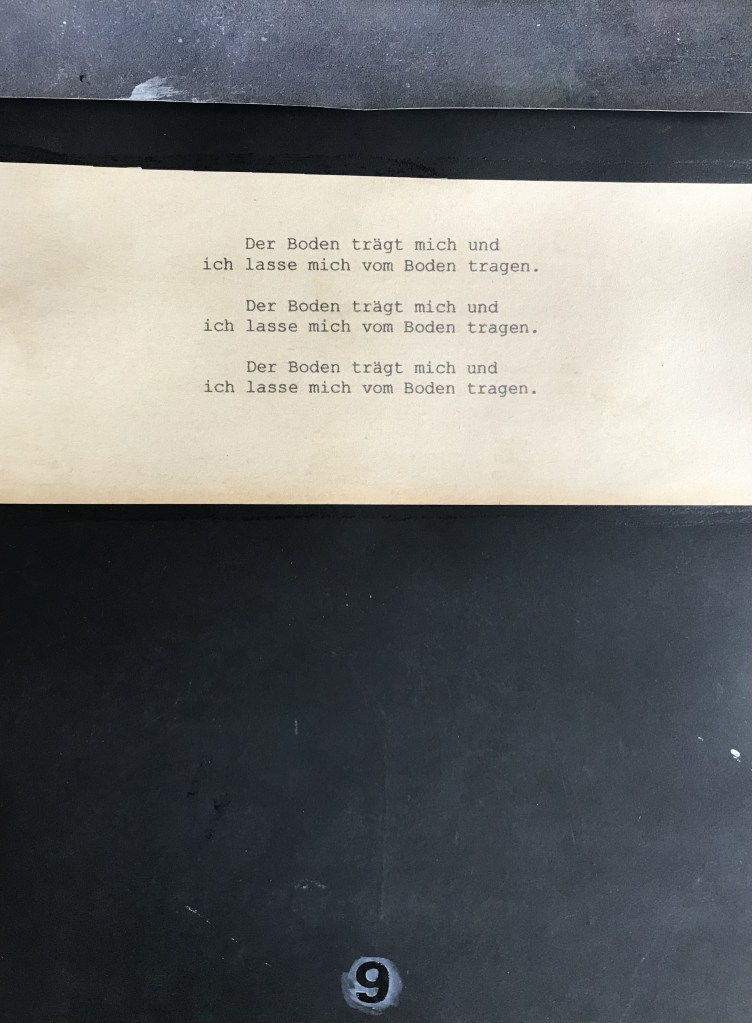 Der Boden trägt mich und
ich lasse mich vom Boden tragen.
Der Boden trägt mich und
ich lasse mich vom Boden tragen.
Der Boden trägt mich und
ich lasse mich vom Boden tragen.
9